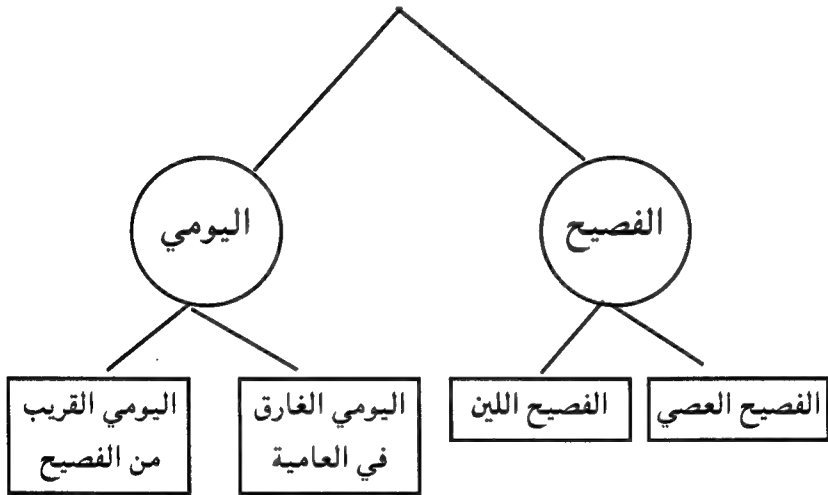 الفصيح
اليومي
الفصيح العصي
الفصيح اللين
اليومي الغارق
في العامية
اليومي القريب
من الفصيح